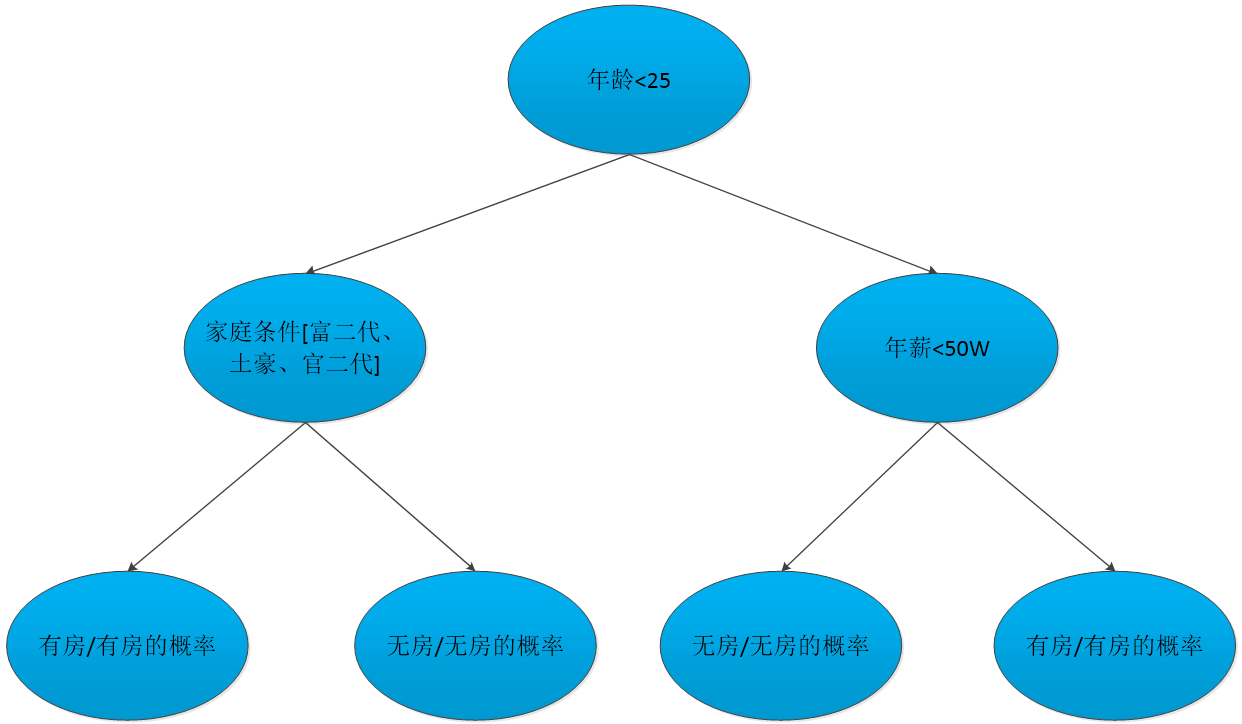 年龄<25
家庭条件[富二代、
土豪、官二代]
年薪<50W
有房/有房的概率
无房/无房的概率
无房/无房的概率
有房/有房的概率